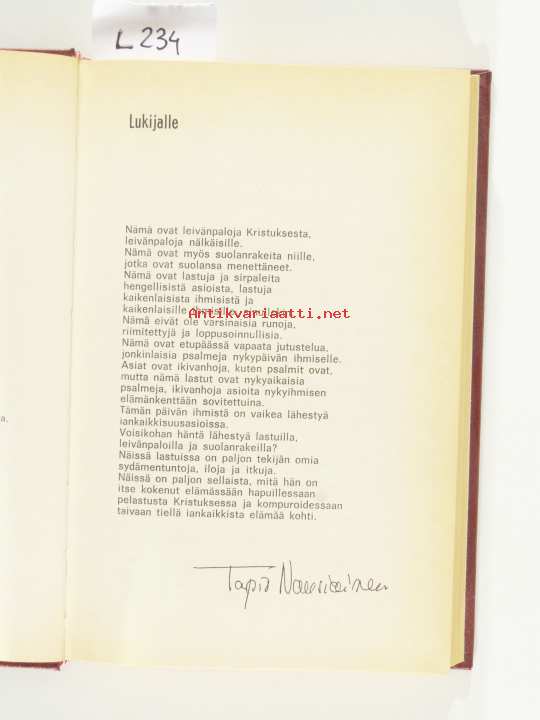 L 234
Lukijalle
Nämä ovat leivänpaloja Kristuksesta,
leivänpaloja nälkäisille.
Nämä ovat myös suolanrakeita niille,
jotka ovat suolansa menettäneet.
Nämä ovat lastuja ja sirpaleita
hengellisistä asioista, lastuja
kaikenlaisista ihmisistä ja
kaikenlaisille ihmisille
Antikvariaatti.net
Nämä eivät ole varsinaisia runoja,
riimitettyjä ja loppusoinnullisia.
Nämä ovat etupäässä vapaata jutustelua,
jonkinlaisia psalmeja nykypäivän ihmiselle.
Asiat ovat ikivanhoja, kuten psalmit ovat,
mutta nämä lastut ovat nykyaikaisia
psalmeja, ikivanhoja asioita nykyihmisen
elämänkenttään sovitettuina.
Tämän päivän ihmistä on vaikea lähestyä
iankaikkisuusasioissa.
Voisikohan häntä lähestyä lastuilla,
leivänpaloilla ja suolanrakeilla?
Näissä lastuissa on paljon tekijän omia
sydämentuntoja, iloja ja itkuja.
Näissä on paljon sellaista, mitä hän on
itse kokenut elämässään hapuillessaan
pelastusta Kristuksessa ja kompuroidessaan
taivaan tiellä iankaikkista elämää kohti.
Tapio Nousiainen